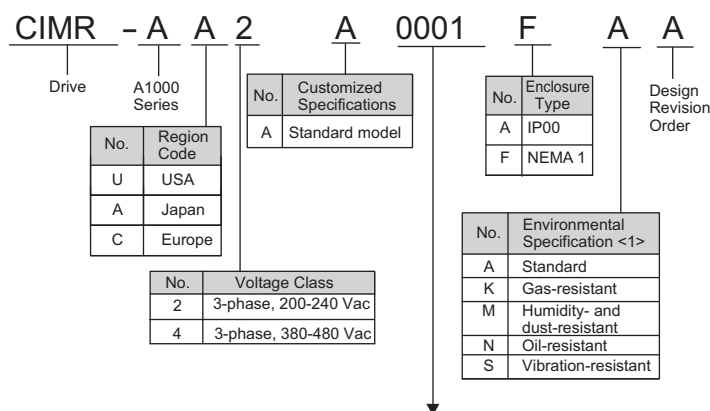 CIMR - A A 2 A 0001 F A A
Drive
A1000
Series
No. Region
Code
U USA
A Japan
C Europe
No. Voltage Class
2 3-phase, 200-240 Vac
4 3-phase, 380-480 Vac
No. Customized
Specifications
A Standard model
No. Enclosure
Type
A IP00
F NEMA 1
No. Environmental
Specification <1>
A Standard
K Gas-resistant
M Humidity- and
dust-resistant
N Oil-resistant
S Vibration-resistant
Design
Revision
Order